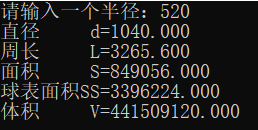 请输入一个半径：520
直径 d=1040.000
周长 L=3265.600
面积 S=849056.000
球表面积SS=3396224.000
体积 V=441509120.000